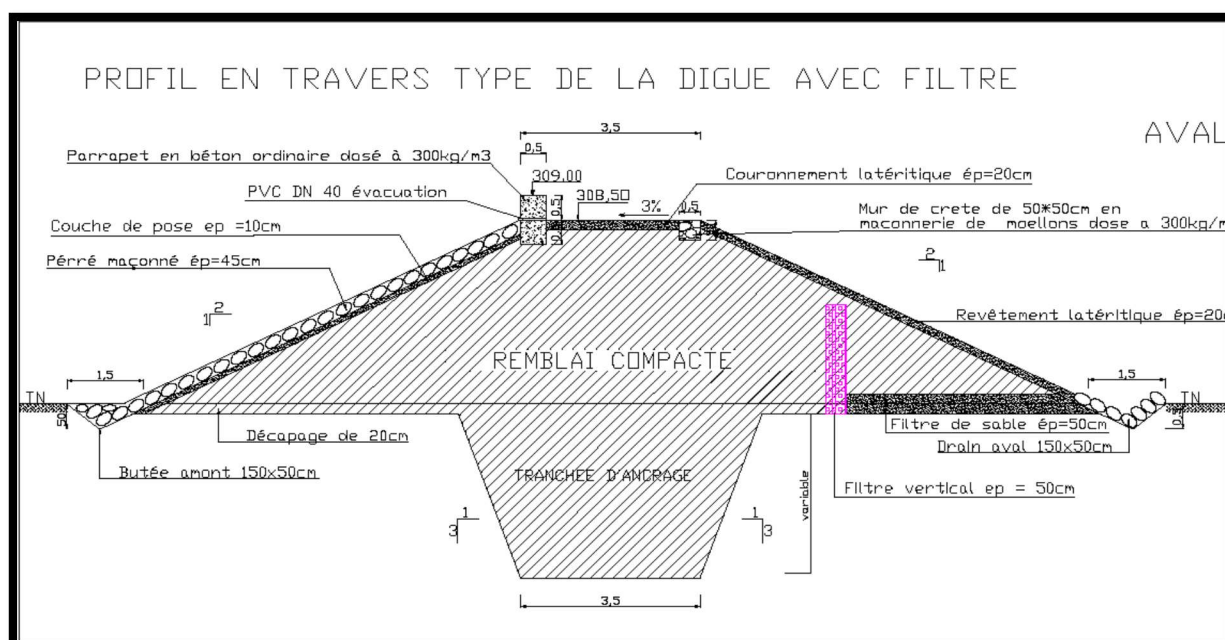 PROFIL EN TRAVERS TYPE DE LA DIGUE AVEC FILTRE
AVAL
3,5
0,5
Parrapet en béton ordinaire dosé à 300kg/m3
309,00
Couronnement latéritique ép=20cm
PVC DN 40 évacuation
308,50
3%
0,5
0,5
Mur de crete de 50*50cm en
maconnerie de moellons dose a 300kg/m
Couche de pose ep =10cm
Pérré maçonné ép=45cm
2
1
2
1
Revêtement latéritique ép=20c
REMBLAI COMPACTE
1,5
1,5
TN
TN
50
Filtre de sable ép=50cm
Décapage de 20cm
Drain aval 150x50cm
Butée amont 150x50cm
TRANCHEE D'ANCRAGE
Filtre vertical ep = 50cm
variable
1
3
1
3
3,5